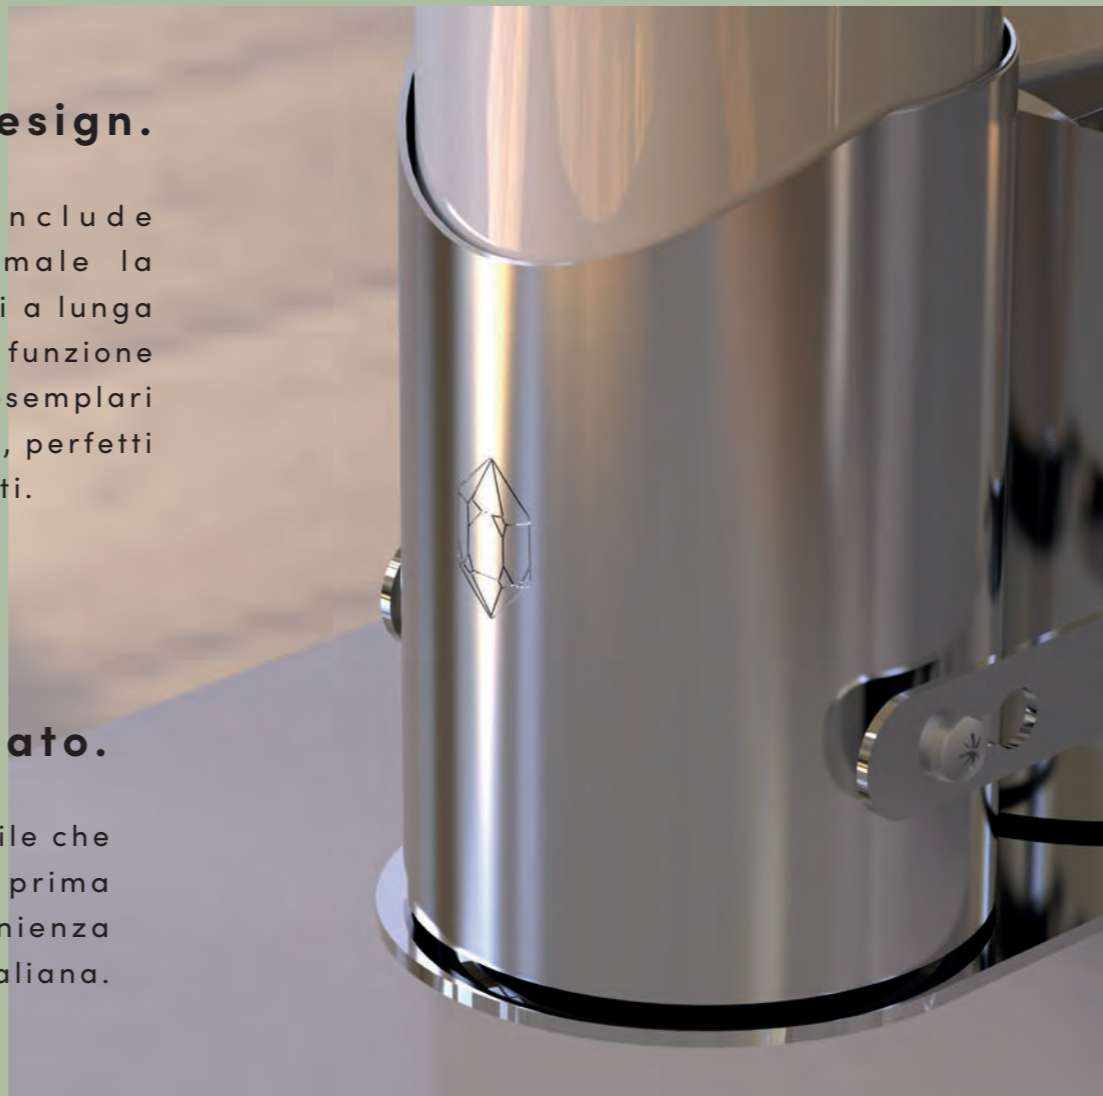 esign.
nclude
male la
i a lunga
funzione
semplari
, perfetti
ti.
ato.
ile che
prima
nienza
aliana.